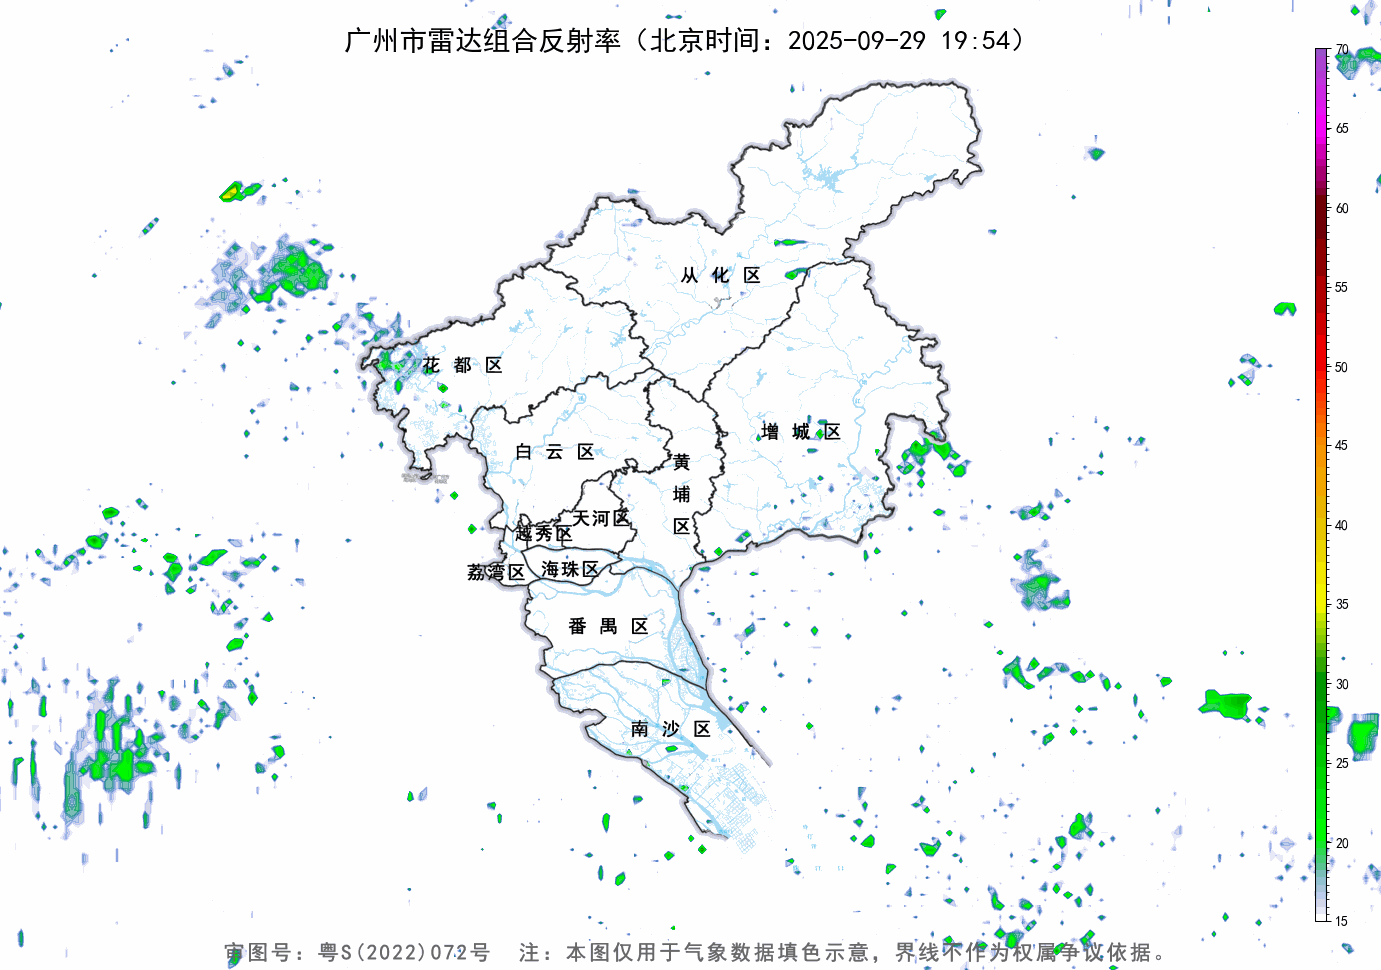 广州市雷达组合反射率（北京时间：2025-09-29 19:54）
70
65
60
55
50
45
40
35
30
25
20
15
从化区
花都区
增城区
白云区
黄埔区
天河区
越秀区
荔湾区
海珠区
番禺区
南沙区
审图号：粤S(2022)072号 注：本图仅用于气象数据填色示意，界线不作为权属争议依据。